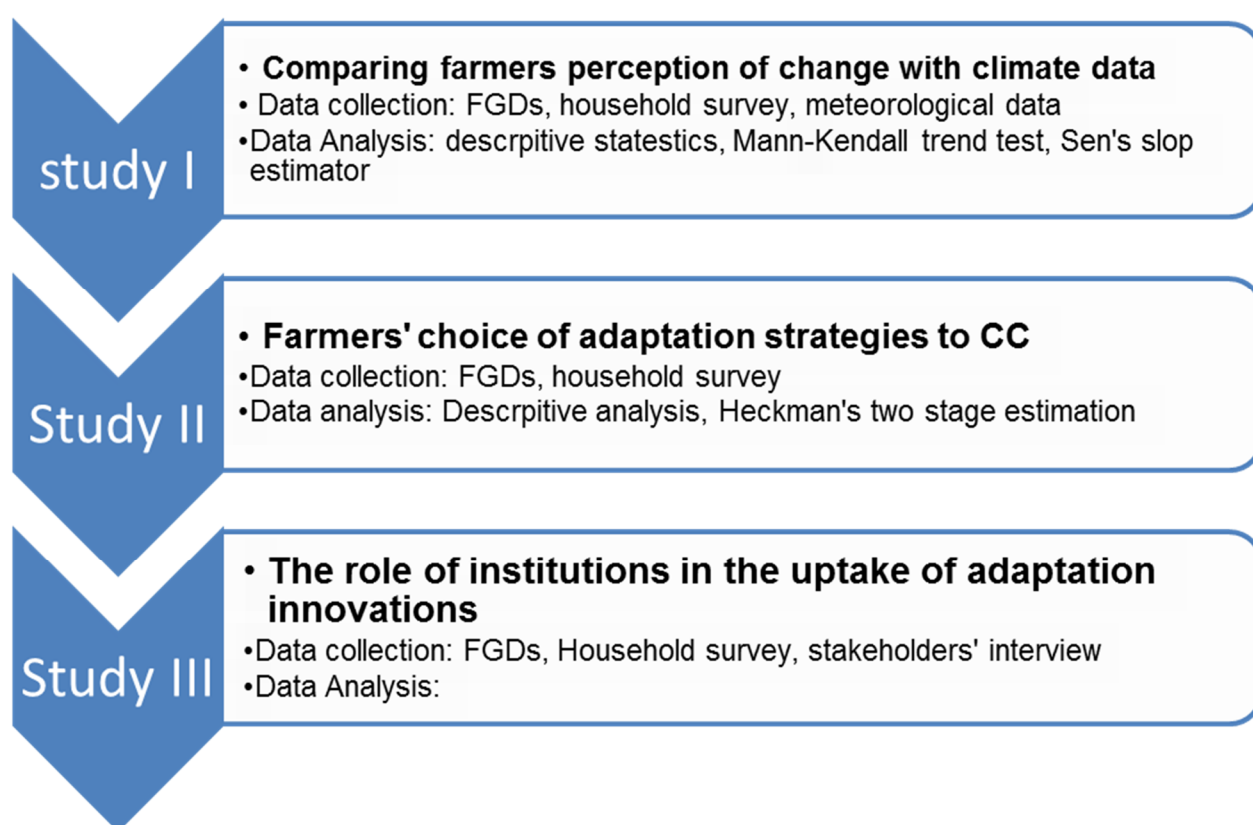 study I
• Comparing farmers perception of change with climate data
• Data collection: FGDs, household survey, meteorological data
•Data Analysis: descrpitive statestics, Mann-Kendall trend test, Sen's slop
estimator
Study II
• Farmers' choice of adaptation strategies to CC
•Data collection: FGDs, household survey
•Data analysis: Descrpitive analysis, Heckman's two stage estimation
Study III
• The role of institutions in the uptake of adaptation
innovations
•Data collection: FGDs, Household survey, stakeholders' interview
•Data Analysis: